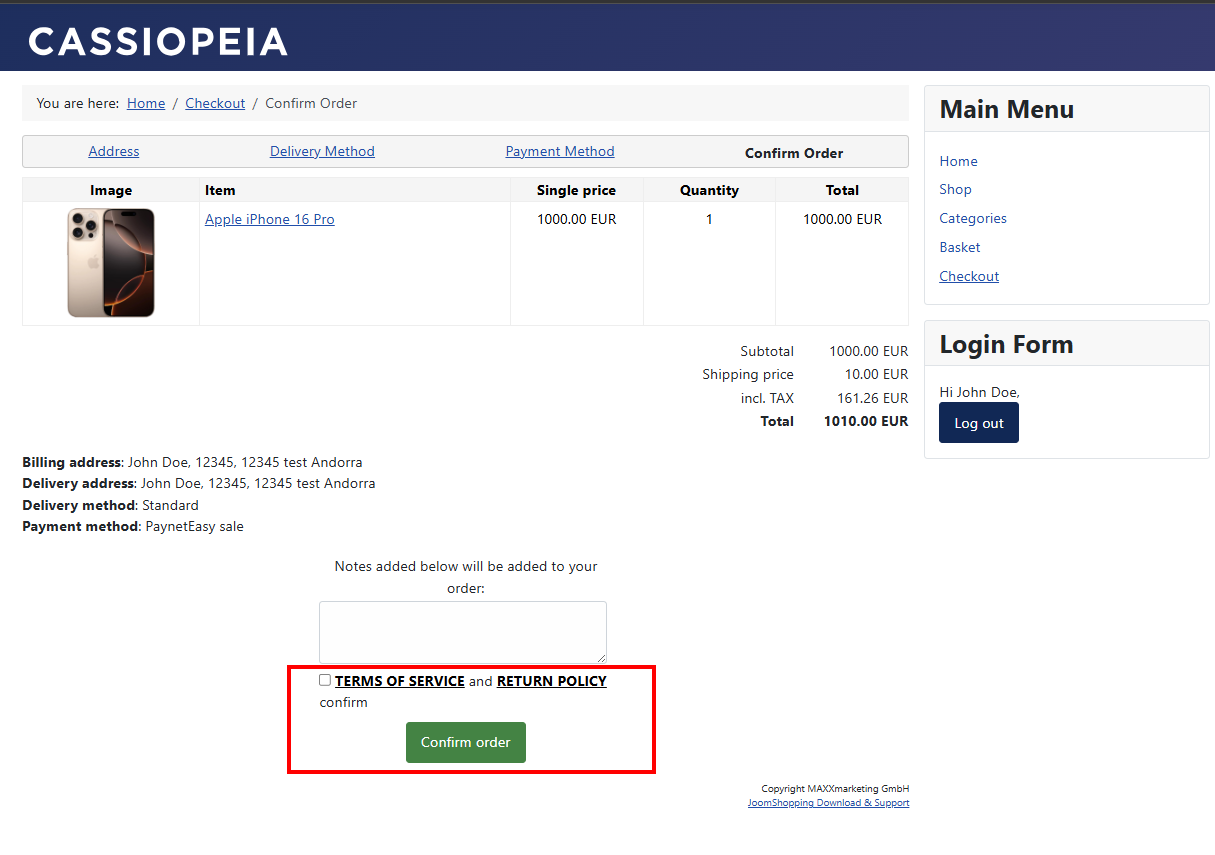 CASSIOPEIA
You are here: Home / Checkout / Confirm Order
Address Delivery Method Payment Method Confirm Order
Image Item Single price Quantity Total
Apple iPhone 16 Pro 1000.00 EUR 1 1000.00 EUR
Subtotal 1000.00 EUR
Shipping price 10.00 EUR
incl. TAX 161.26 EUR
Total 1010.00 EUR
Billing address: John Doe, 12345, 12345 test Andorra
Delivery address: John Doe, 12345, 12345 test Andorra
Delivery method: Standard
Payment method: PaynetEasy sale
Notes added below will be added to your
order:
TERMS OF SERVICE and RETURN POLICY
confirm
Confirm order
Copyright MAXXmarketing GmbH
JoomShopping Download & Support
Main Menu
Home
Shop
Categories
Basket
Checkout
Login Form
Hi John Doe,
Log out